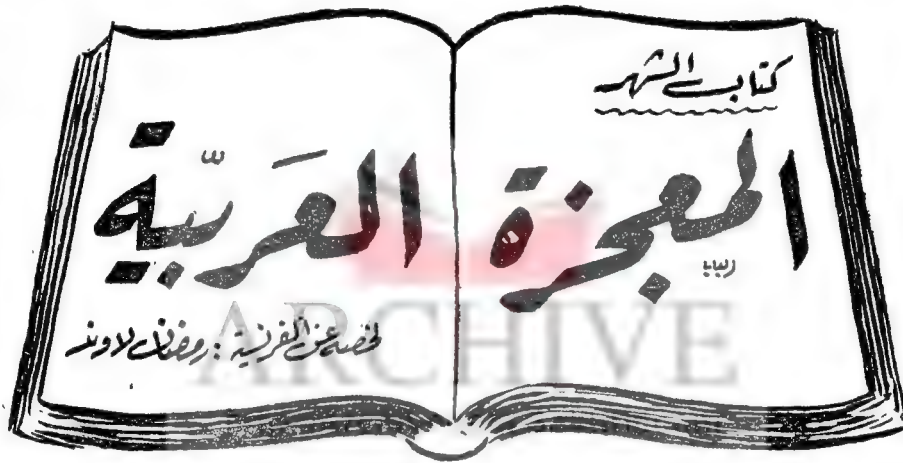 كتاب الشهر
المعجزة العربية
لخصه عن الفرنسية : رمضان لاوند
ARCHIVE